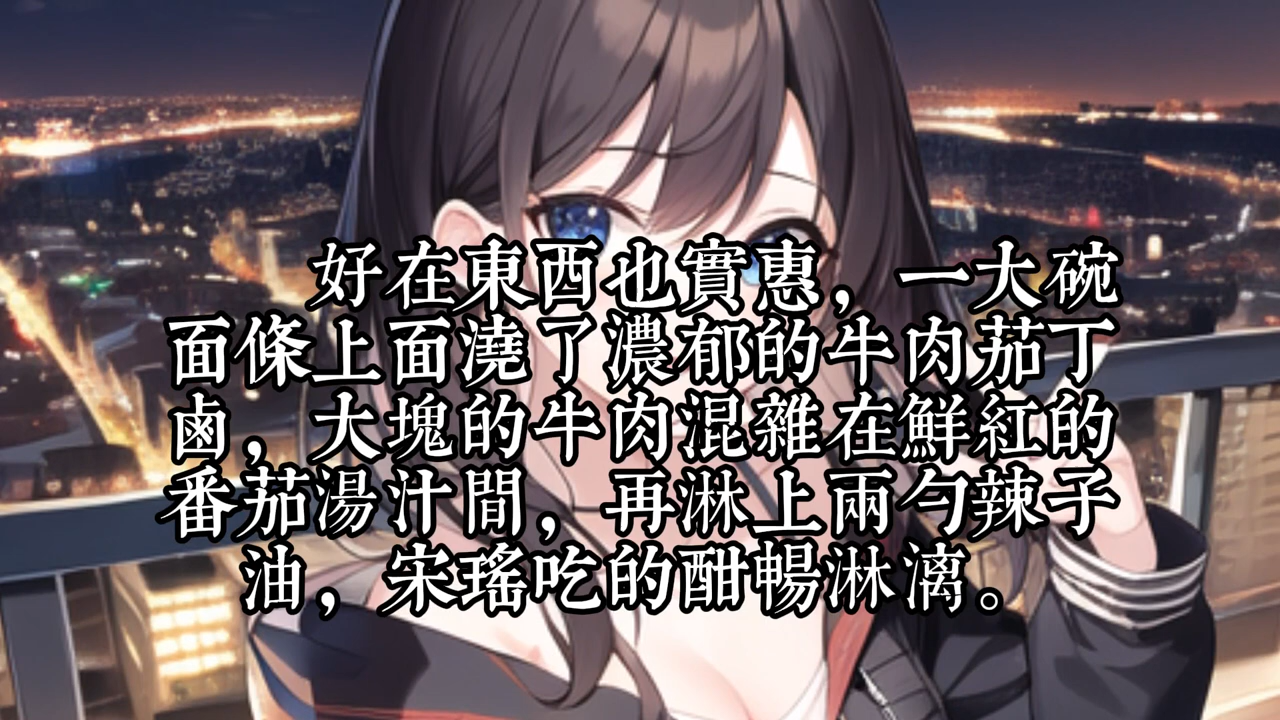 好在東西也實惠，一大碗
面條上面澆了濃郁的牛肉茄丁
鹵，大塊的牛肉混雜在鮮紅的
番茄湯汁間，再淋上兩勺辣子
油，宋瑤吃的酣暢淋漓。